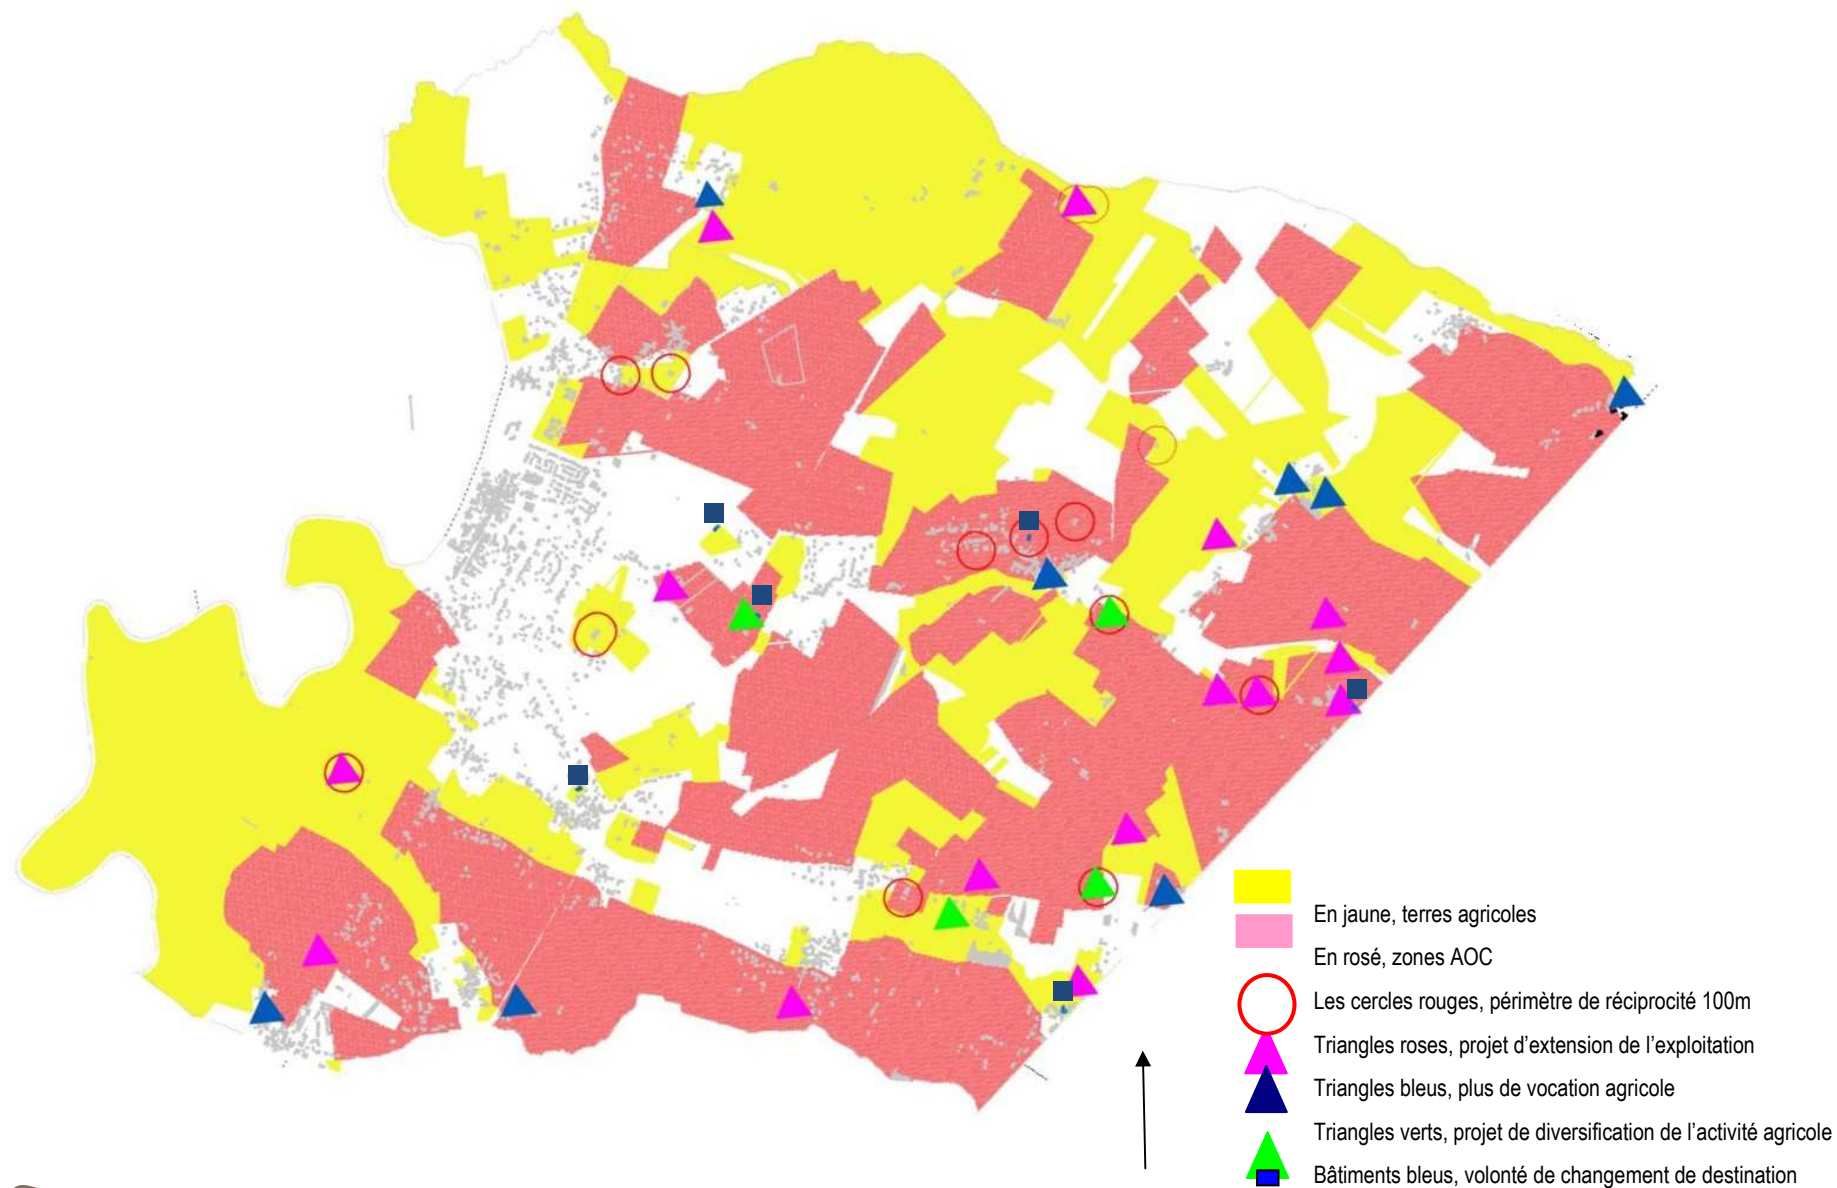 En jaune, terres agricoles
En rosé, zones AOC
Les cercles rouges, périmètre de réciprocité 100m
Triangles roses, projet d’extension de l’exploitation
Triangles bleus, plus de vocation agricole
Triangles verts, projet de diversification de l’activité agricole
Bâtiments bleus, volonté de changement de destination